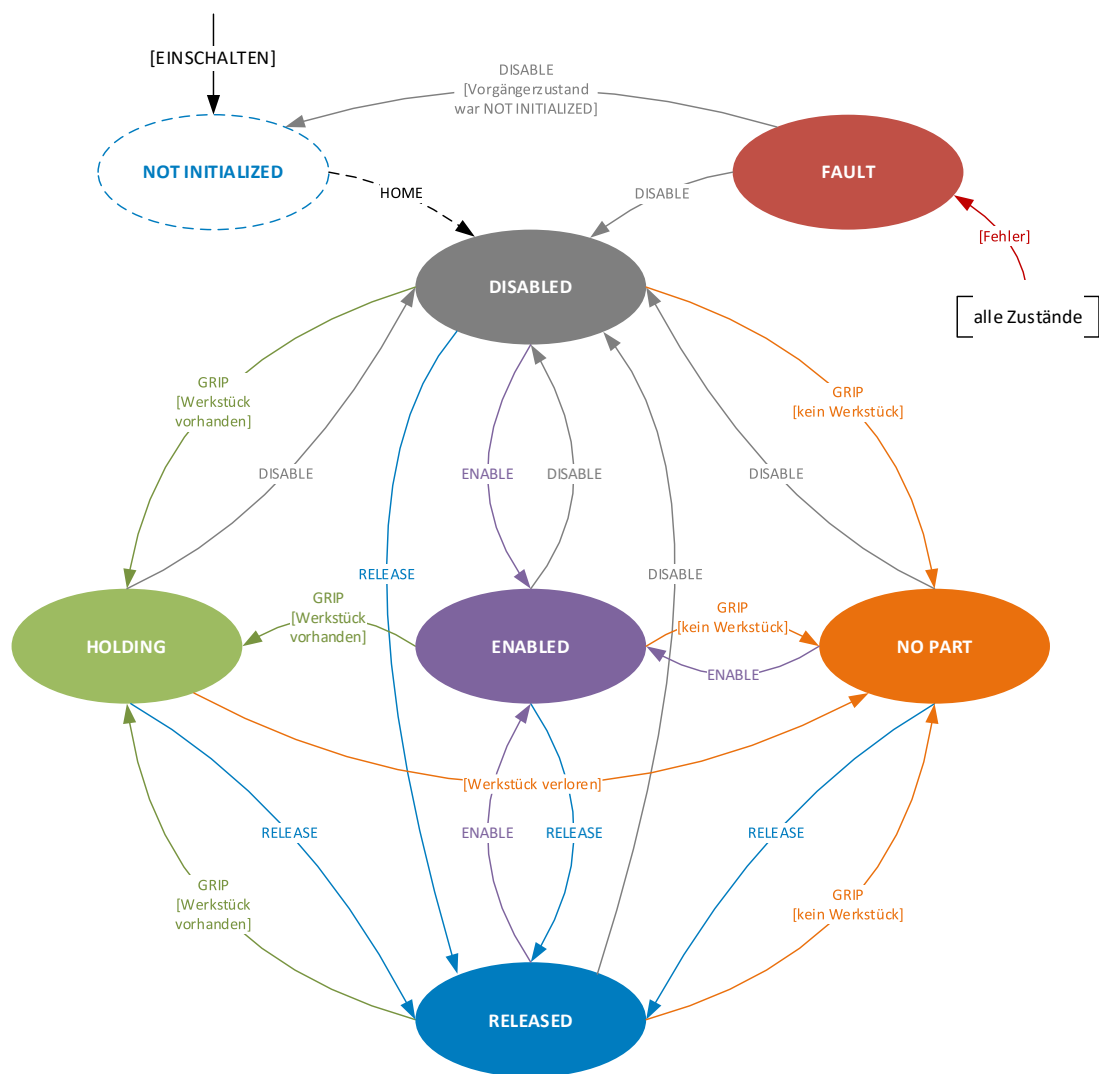 [EINSCHALTEN]
DISABLE
[Vorgängerzustand
war NOT INITIALIZED]
NOT INITIALIZED
FAULT
HOME
DISABLE
[Fehler]
DISABLED
alle Zustände
GRIP
[Werkstück
vorhanden]
GRIP
[kein Werkstück]
DISABLE
ENABLE
DISABLE
DISABLE
RELEASE
DISABLE
GRIP
[Werkstück
vorhanden]
GRIP
[kein Werkstück]
HOLDING
ENABLED
NO PART
ENABLE
[Werkstück verloren]
RELEASE
ENABLE
RELEASE
RELEASE
GRIP
[Werkstück
vorhanden]
GRIP
[kein Werkstück]
RELEASED